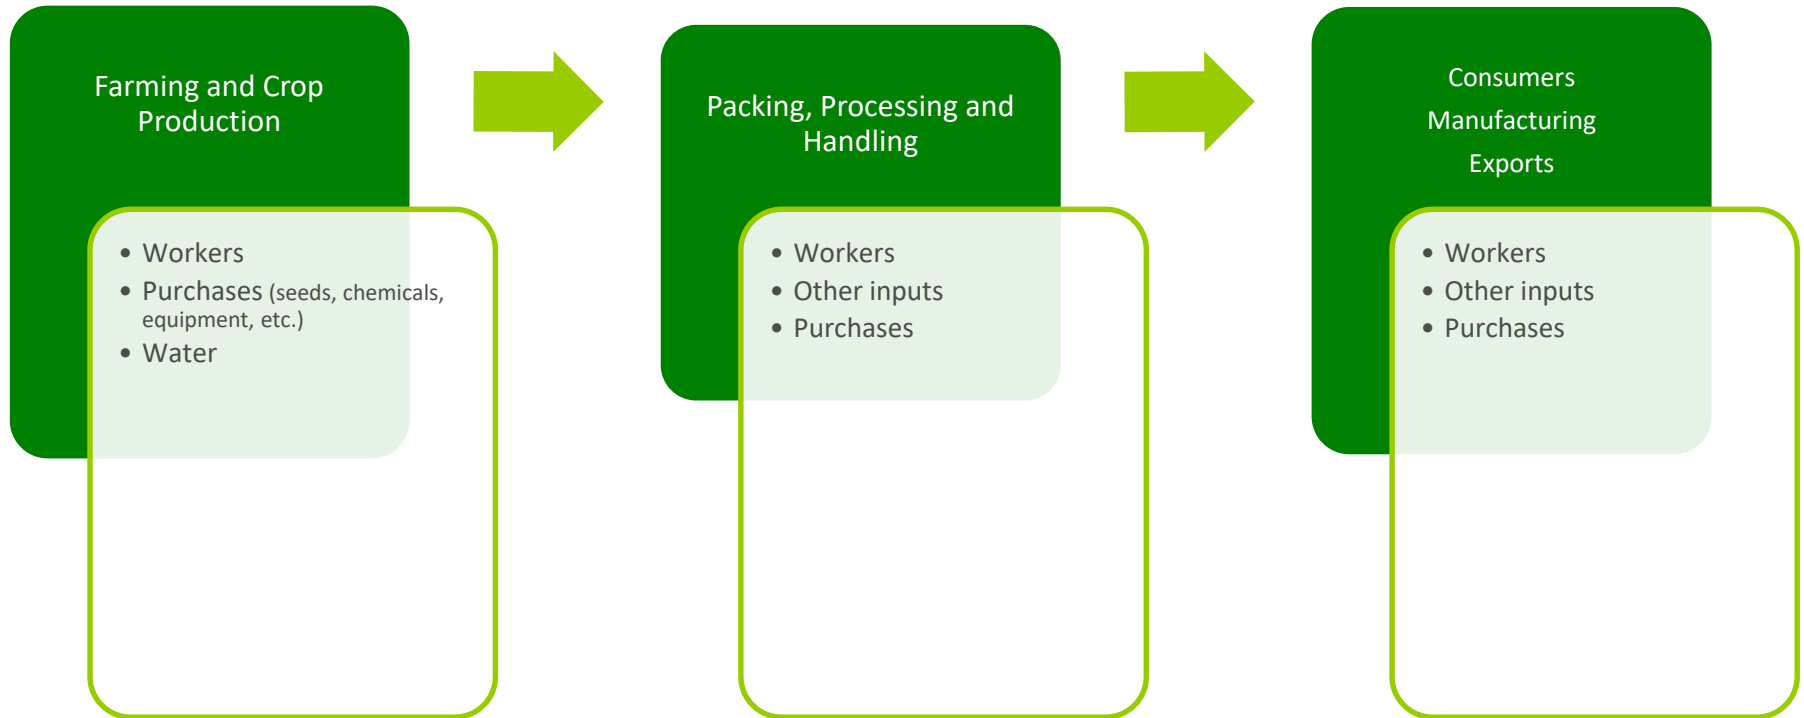 Farming and Crop
Production
• Workers
• Purchases (seeds, chemicals,
equipment, etc.)
• Water
Packing, Processing and
Handling
• Workers
• Other inputs
• Purchases
Consumers
Manufacturing
Exports
• Workers
• Other inputs
• Purchases